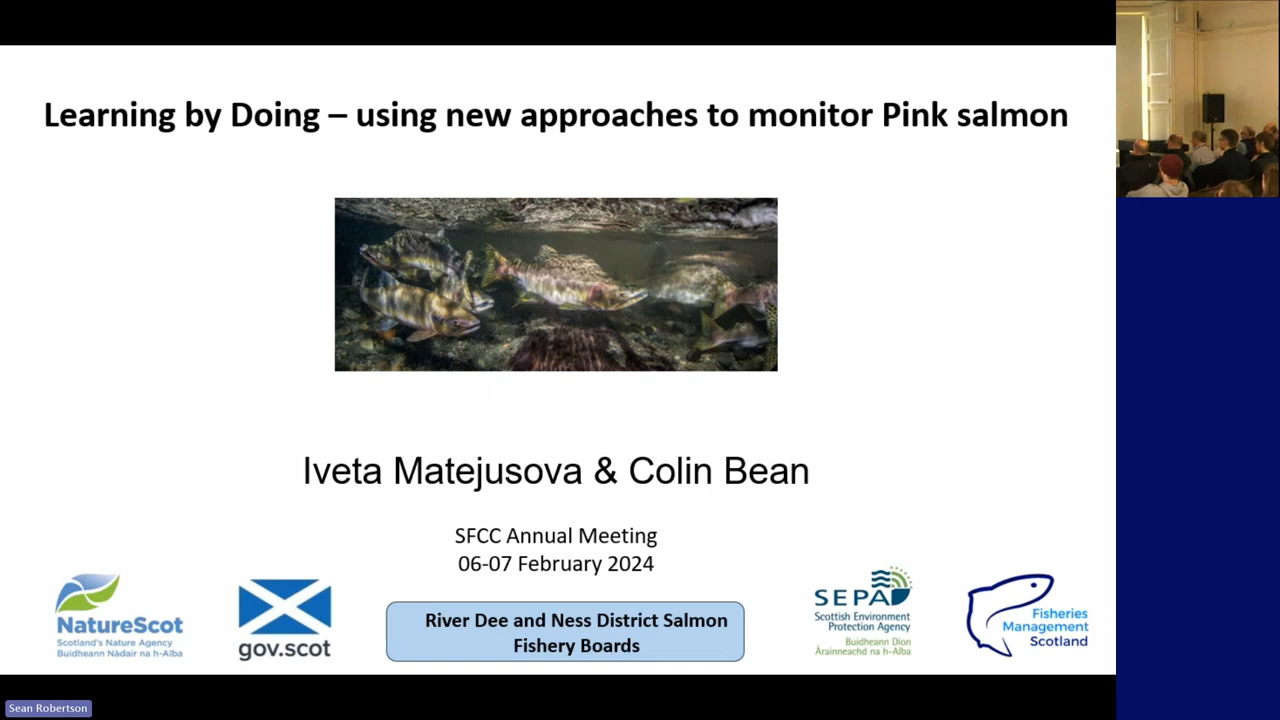 Learning by Doing – using new approaches to monitor Pink salmon
Iveta Matejusova & Colin Bean
SFCC Annual Meeting
06-07 February 2024
NatureScot
Scotland's Nature Agency
Buidheann Nàdair na h-Alba
gov.scot
River Dee and Ness District Salmon
Fishery Boards
SEPA
Scottish Environment
Protection Agency
Buidheann Dìon
Àrainneachd na h-Alba
Fisheries
Management
Scotland
Sean Robertson